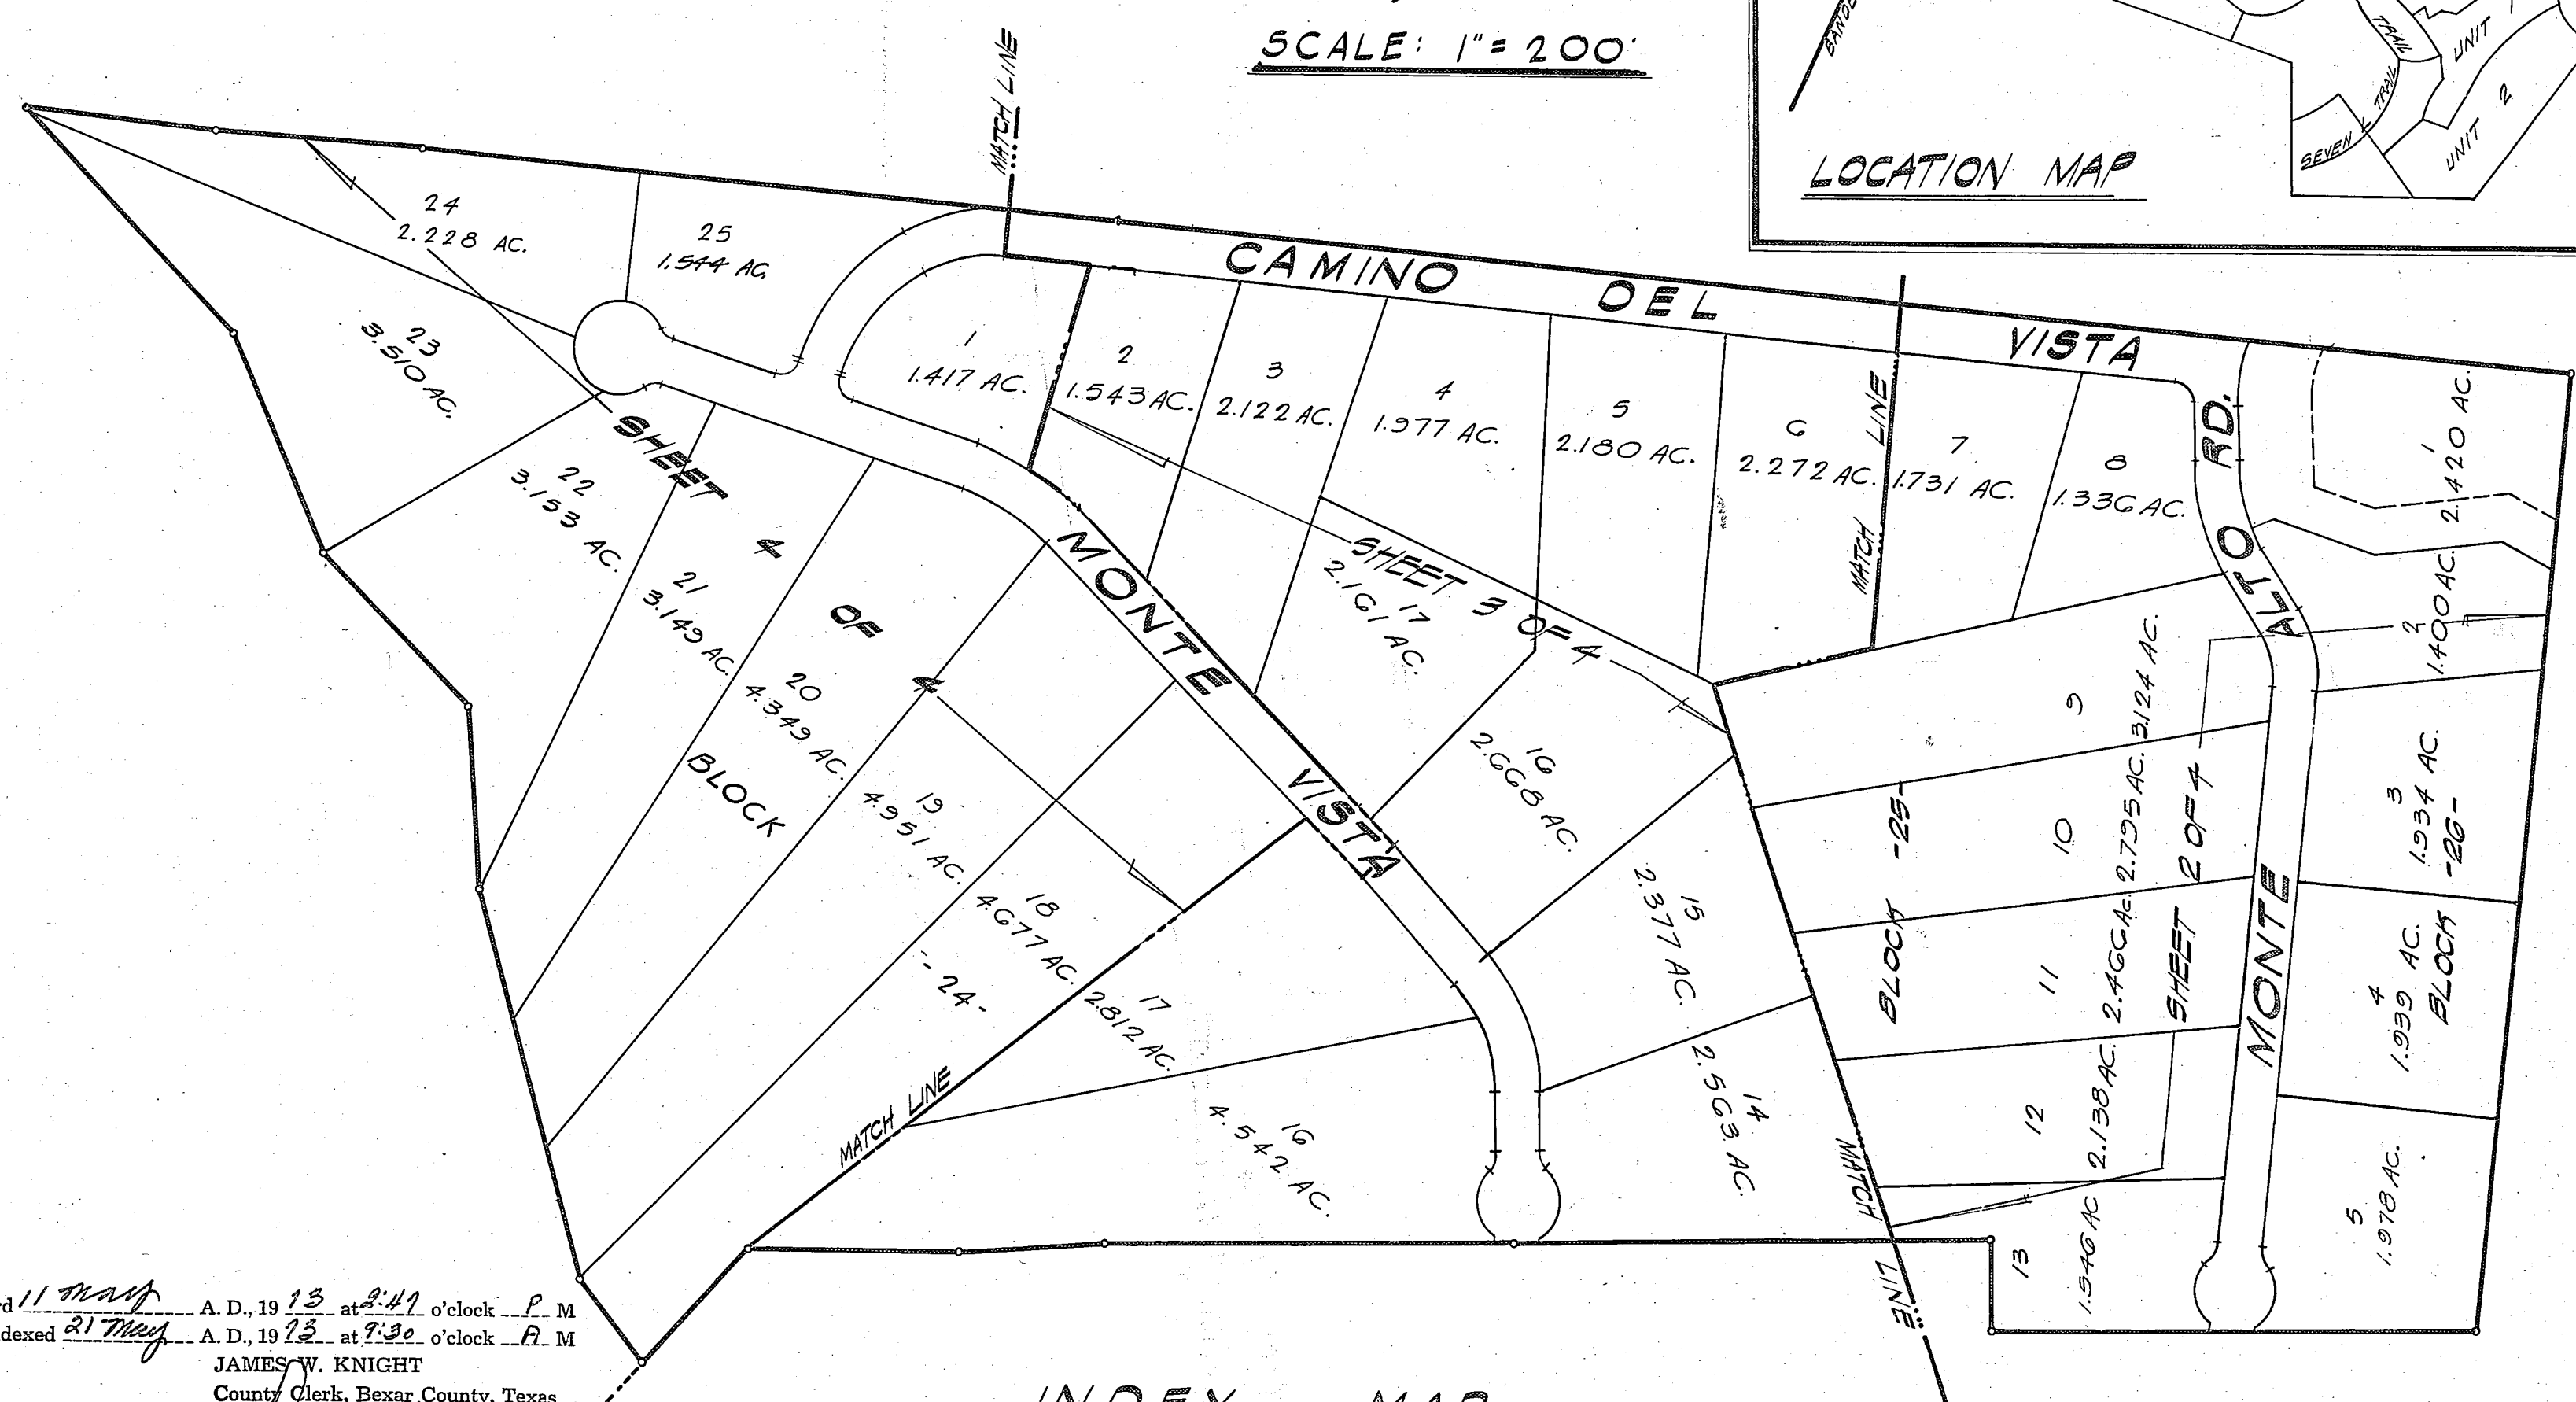 SCALE: 1" = 200'
LOCATION MAP
TRAIL
UNIT
SEVEN TRAIL
UNIT 2
MATCH LINE
CAMINO DEL VISTA
24
2.228 AC.
25
1.544 AC.
23
3.510 AC.
22
3.153 AC.
21
3.149 AC.
20
4.349 AC.
19
4.951 AC.
18
4.677 AC.
17
2.812 AC.
16
4.542 AC.
SHEET 4 OF 4
BLOCK
- 24 -
MATCH LINE
1
1.417 AC.
2
1.543 AC.
3
2.122 AC.
4
1.977 AC.
5
2.180 AC.
6
2.272 AC.
MATCH LINE
7
1.731 AC.
8
1.336 AC.
MONTE VISTA
SHEET 3 OF 4
17
2.161 AC.
16
2.668 AC.
15
2.377 AC.
14
2.563 AC.
MATCH LINE
9
3.124 AC.
10
2.795 AC.
11
2.466 AC.
12
2.138 AC.
13
1.546 AC
BLOCK -25-
SHEET 2 OF 4
MONTE ALTO RD.
1
2.420 AC.
2
1.400 AC.
3
1.934 AC.
4
1.939 AC.
BLOCK -26-
5
1.978 AC.
d 11 May A. D., 19 73 at 2:47 o'clock P M
dexed 21 May A. D., 19 73 at 9:30 o'clock A M
JAMES W. KNIGHT
County Clerk, Bexar County, Texas
INDEX MAP